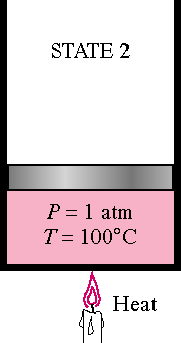 STATE 2
P = 1 atm
T = 100°C
Heat